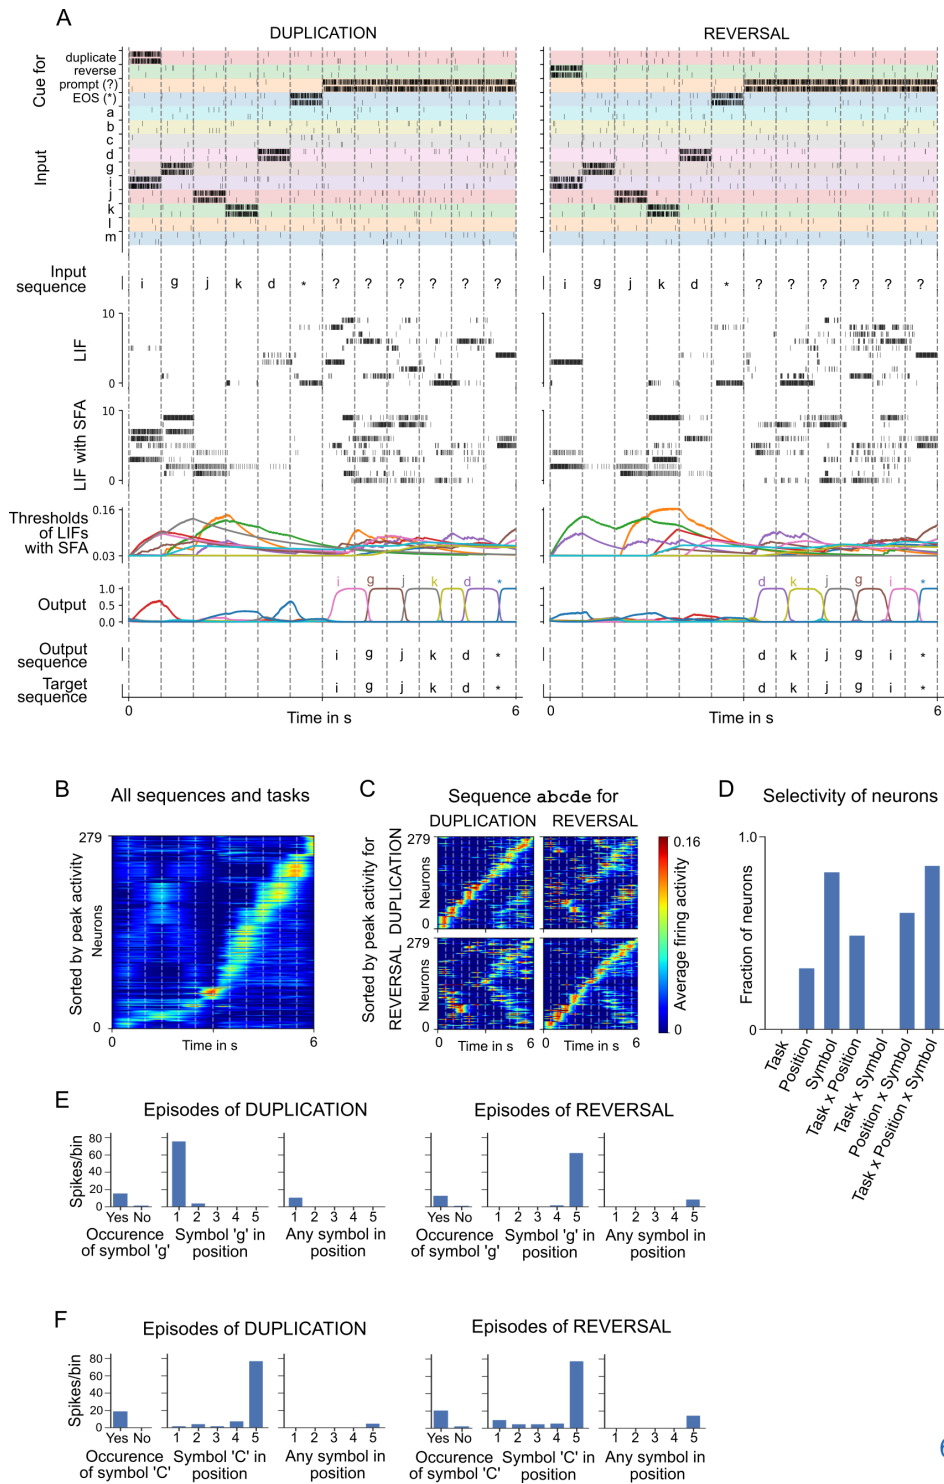 A
DUPLICATION
REVERSAL
Cue for
duplicate
reverse
prompt (?)
EOS (*)
Input
a
b
c
d
g
i
j
k
l
m
Input sequence
i g j k d * ? ? ? ? ? ?
i g j k d * ? ? ? ? ? ?
LIF
10
0
LIF with SFA
10
0
Thresholds of LIFs with SFA
0.16
0.03
Output
1.0
0.5
0.0
i g j k d *
d k j g i *
Output sequence
i g j k d *
d k j g i *
Target sequence
i g j k d *
d k j g i *
0 Time in s 6
0 Time in s 6
B
All sequences and tasks
279
Sorted by peak activity
Neurons
0
0 Time in s 6
C
Sequence abcde for
DUPLICATION REVERSAL
Sorted by peak activity for
DUPLICATION
REVERSAL
279
Neurons
0
279
Neurons
0
0 Time in s 6
0 Time in s 6
0.16
Average firing activity
0
D
Selectivity of neurons
1.0
Fraction of neurons
0
Task
Position
Symbol
Task x Position
Task x Symbol
Position x Symbol
Task x Position x Symbol
E
Episodes of DUPLICATION
Episodes of REVERSAL
Spikes/bin
80
60
40
20
0
Yes No
1 2 3 4 5
1 2 3 4 5
Yes No
1 2 3 4 5
1 2 3 4 5
Occurence of symbol 'g'
Symbol 'g' in position
Any symbol in position
Occurence of symbol 'g'
Symbol 'g' in position
Any symbol in position
F
Episodes of DUPLICATION
Episodes of REVERSAL
Spikes/bin
80
60
40
20
0
Yes No
1 2 3 4 5
1 2 3 4 5
Yes No
1 2 3 4 5
1 2 3 4 5
Occurence of symbol 'C'
Symbol 'C' in position
Any symbol in position
Occurence of symbol 'C'
Symbol 'C' in position
Any symbol in position